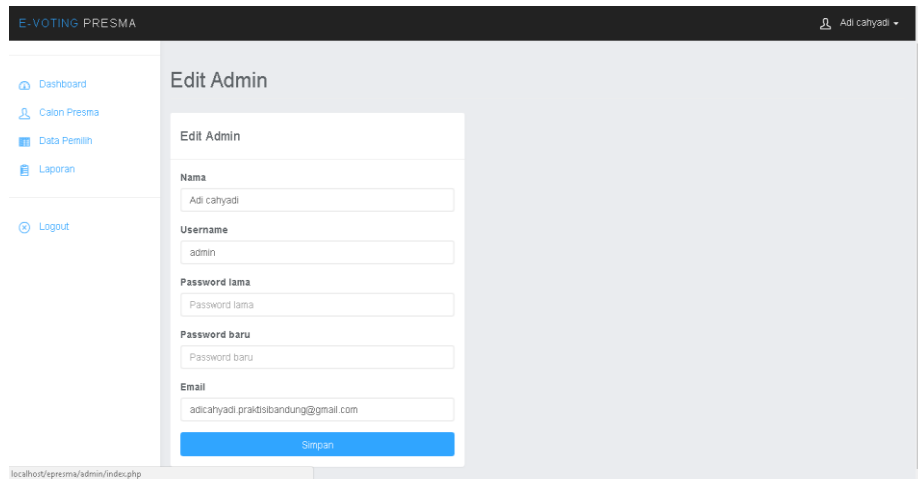 E-VOTING PRESMA
Adi cahyadi
Dashboard
Calon Presma
Data Pemilih
Laporan
Logout
Edit Admin
Edit Admin
Nama
Adi cahyadi
Username
admin
Password lama
Password lama
Password baru
Password baru
Email
adicahyadi.praktisibandung@gmail.com
Simpan
localhost/epresma/admin/index.php